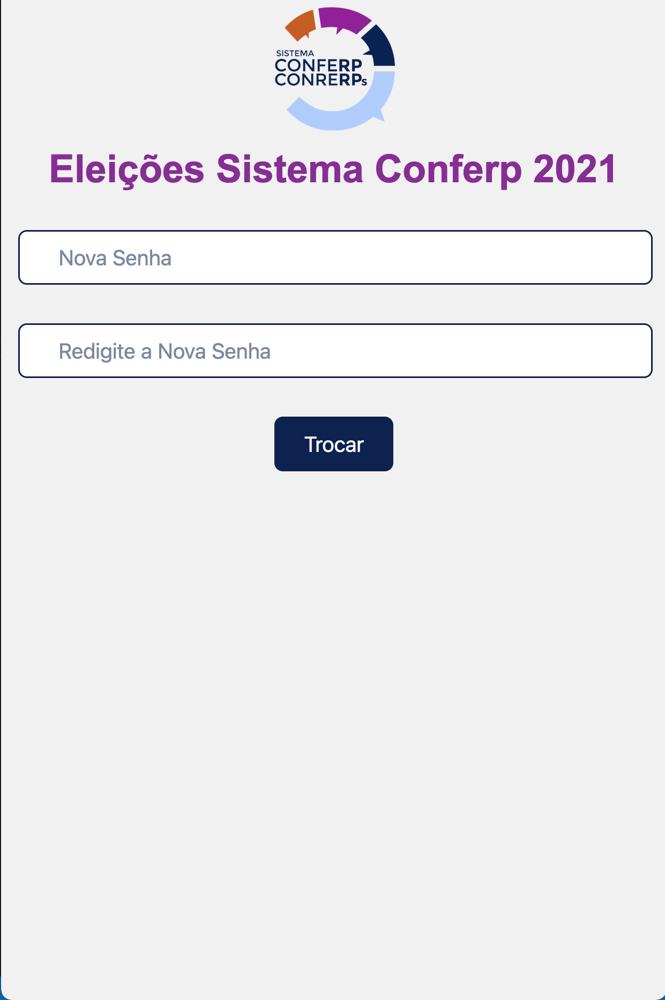 SISTEMA
CONFERP
CONRERPs
Eleições Sistema Conferp 2021
Nova Senha
Redigite a Nova Senha
Trocar